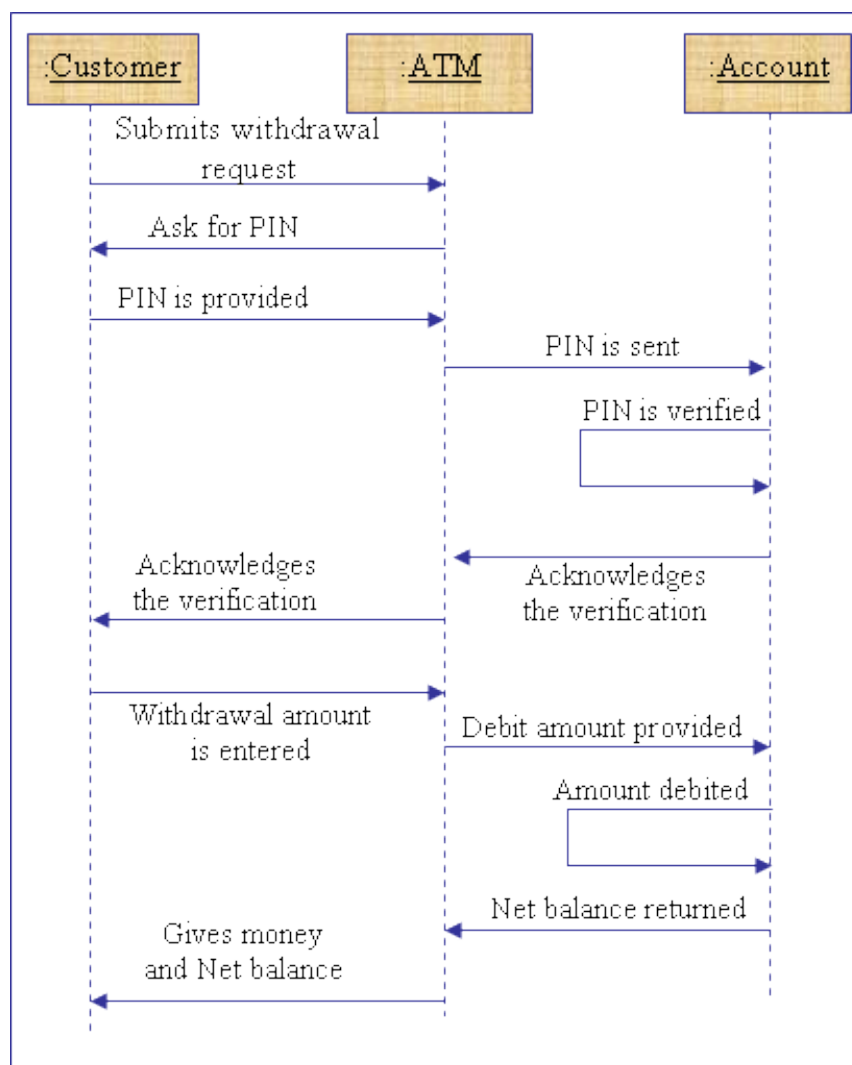 :Customer
:ATM
:Account
Submits withdrawal
request
Ask for PIN
PIN is provided
PIN is sent
PIN is verified
Acknowledges
the verification
Acknowledges
the verification
Withdrawal amount
is entered
Debit amount provided
Amount debited
Net balance returned
Gives money
and Net balance